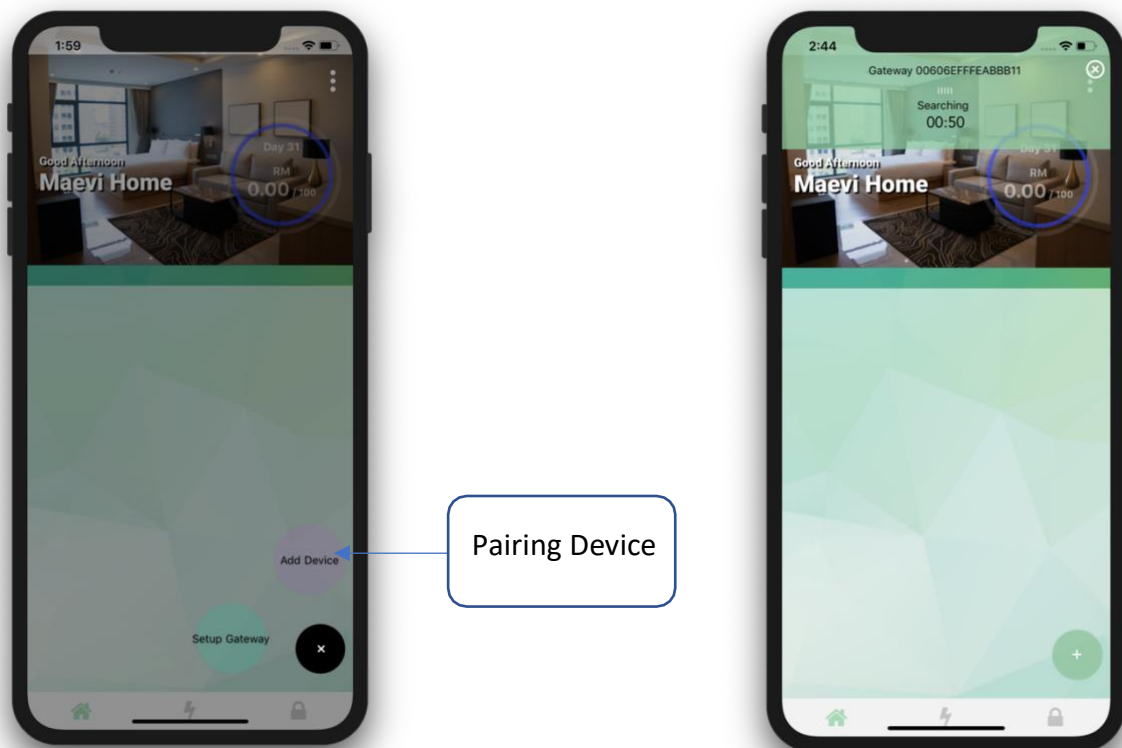 1:59
Good Afternoon
Maevi Home
Day 31
RM
0.00 / 100
Add Device
Setup Gateway
×
Pairing Device
2:44
Gateway 00606EFFFEABBB11
Searching
00:50
Good Afternoon
Maevi Home
Day 31
RM
0.00 / 100
+